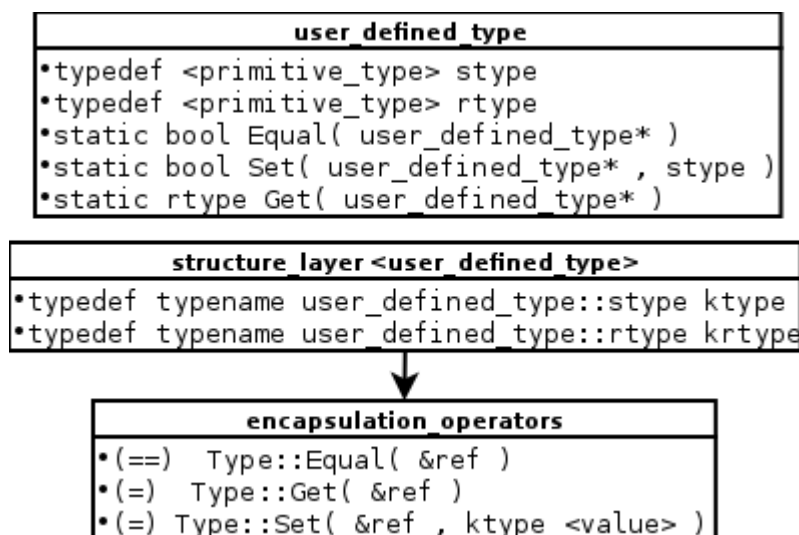 user_defined_type
•typedef <primitive_type> stype
•typedef <primitive_type> rtype
•static bool Equal( user_defined_type* )
•static bool Set( user_defined_type* , stype )
•static rtype Get( user_defined_type* )
structure_layer<user_defined_type>
•typedef typename user_defined_type::stype ktype
•typedef typename user_defined_type::rtype krtype
encapsulation_operators
•(==) Type::Equal( &ref )
•(=) Type::Get( &ref )
•(=) Type::Set( &ref , ktype <value> )